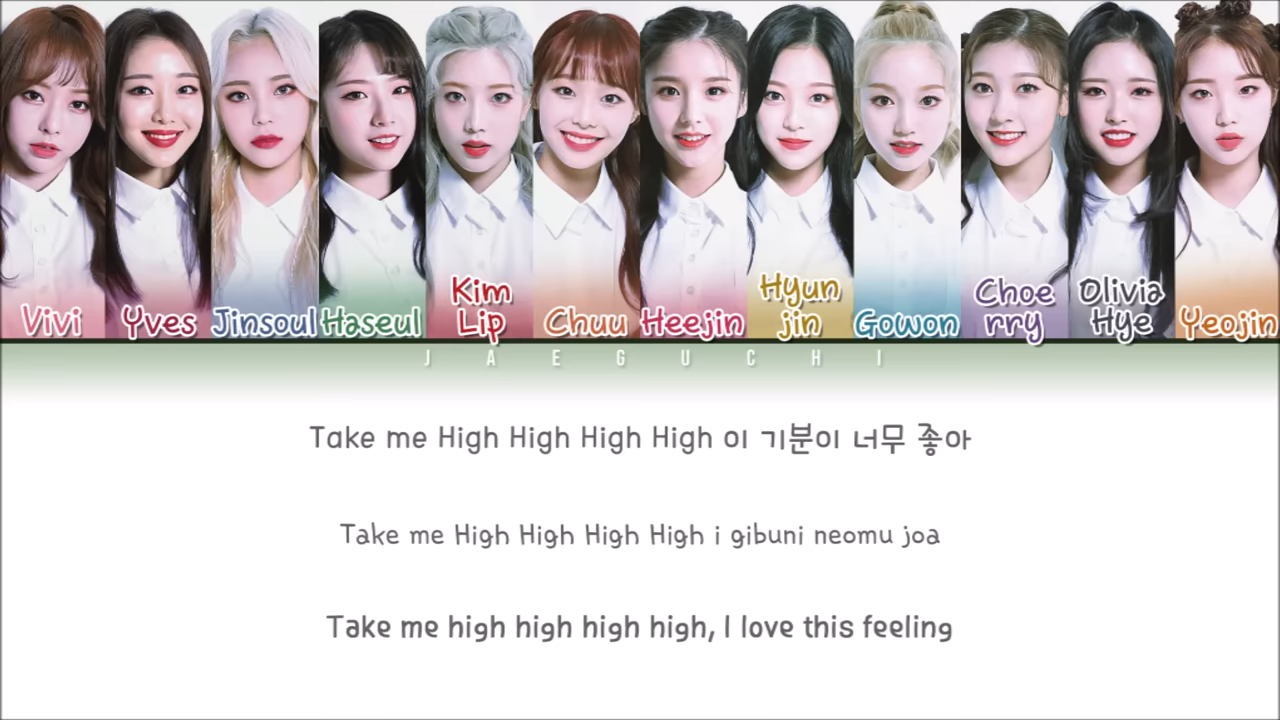 Vivi
Yves
Jinsoul
Haseul
Kim
Lip
Chuu
Heejin
Hyun
jin
Gowon
Choe
rry
Olivia
Hye
Yeojin
J A E G U C H I
Take me High High High High 이 기분이 너무 좋아
Take me High High High High i gibuni neomu joa
Take me high high high high, I love this feeling